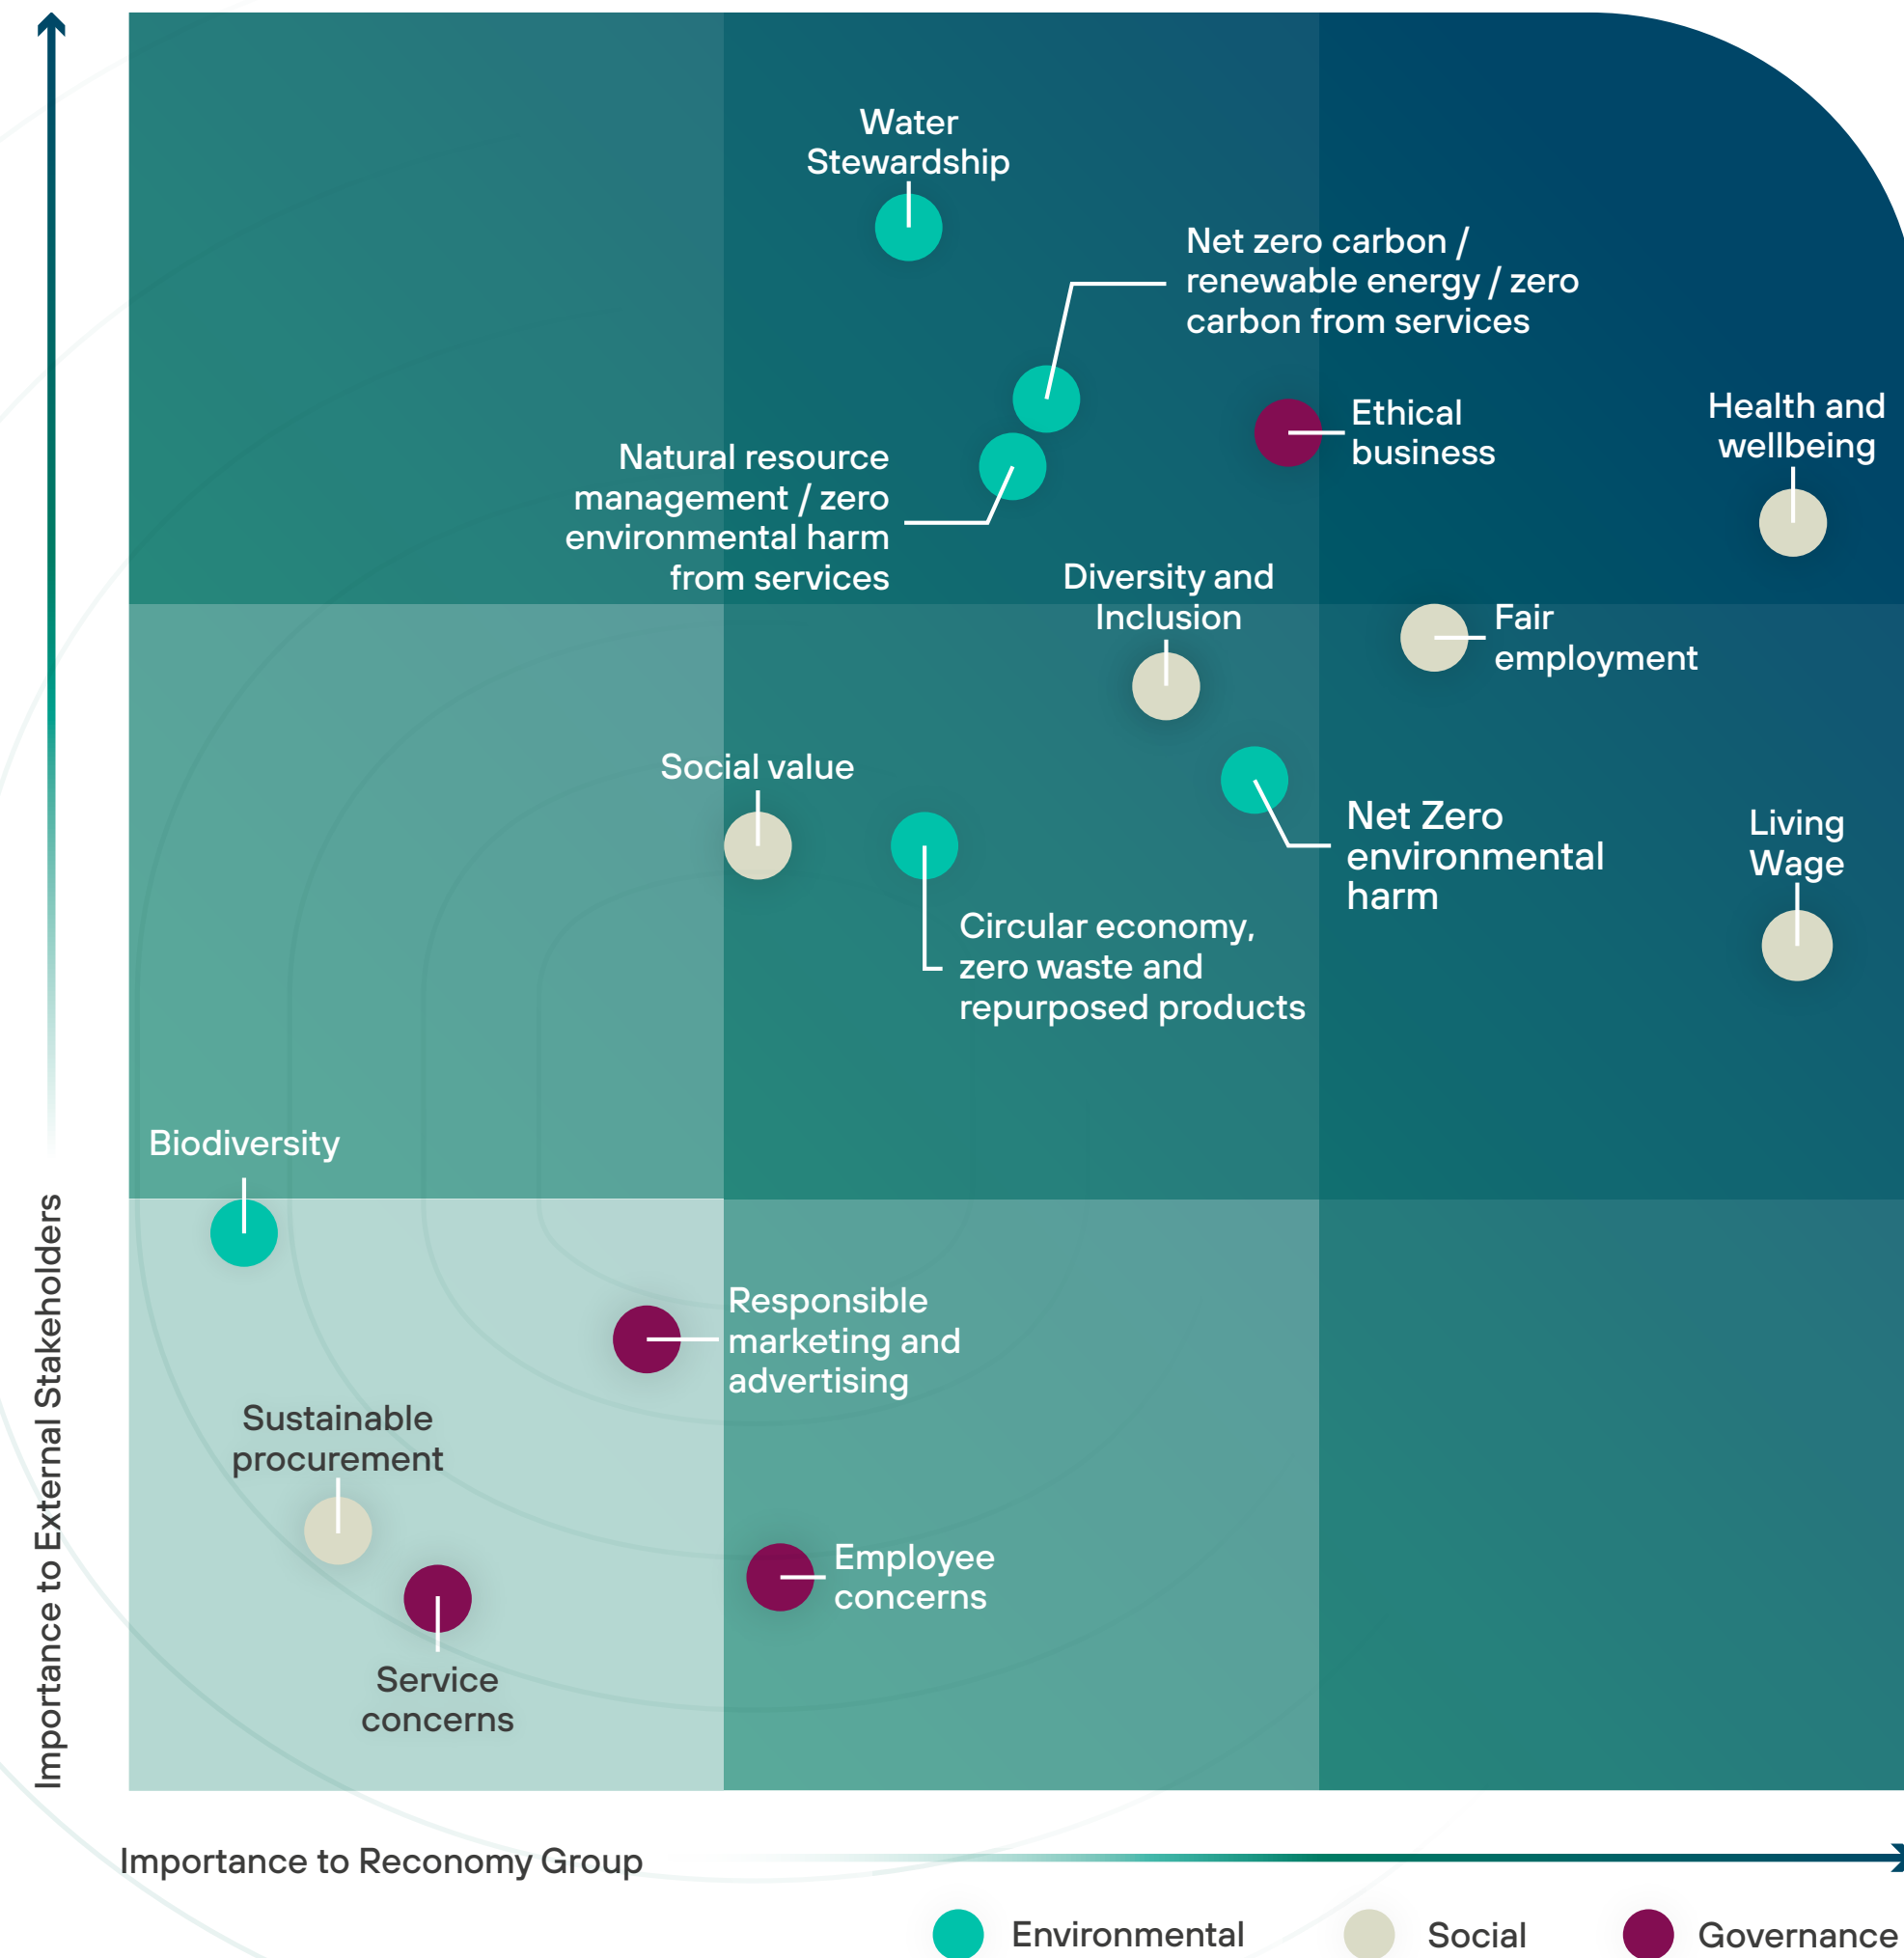 Water
Stewardship
Net zero carbon /
renewable energy / zero
carbon from services
Ethical
business
Health and
wellbeing
Natural resource
management / zero
environmental harm
from services
Diversity and
Inclusion
Fair
employment
Social value
Net Zero
environmental
harm
Living
Wage
Circular economy,
zero waste and
repurposed products
Biodiversity
Responsible
marketing and
advertising
Sustainable
procurement
Employee
concerns
Service
concerns
Importance to External Stakeholders
Importance to Reconomy Group
Environmental
Social
Governance